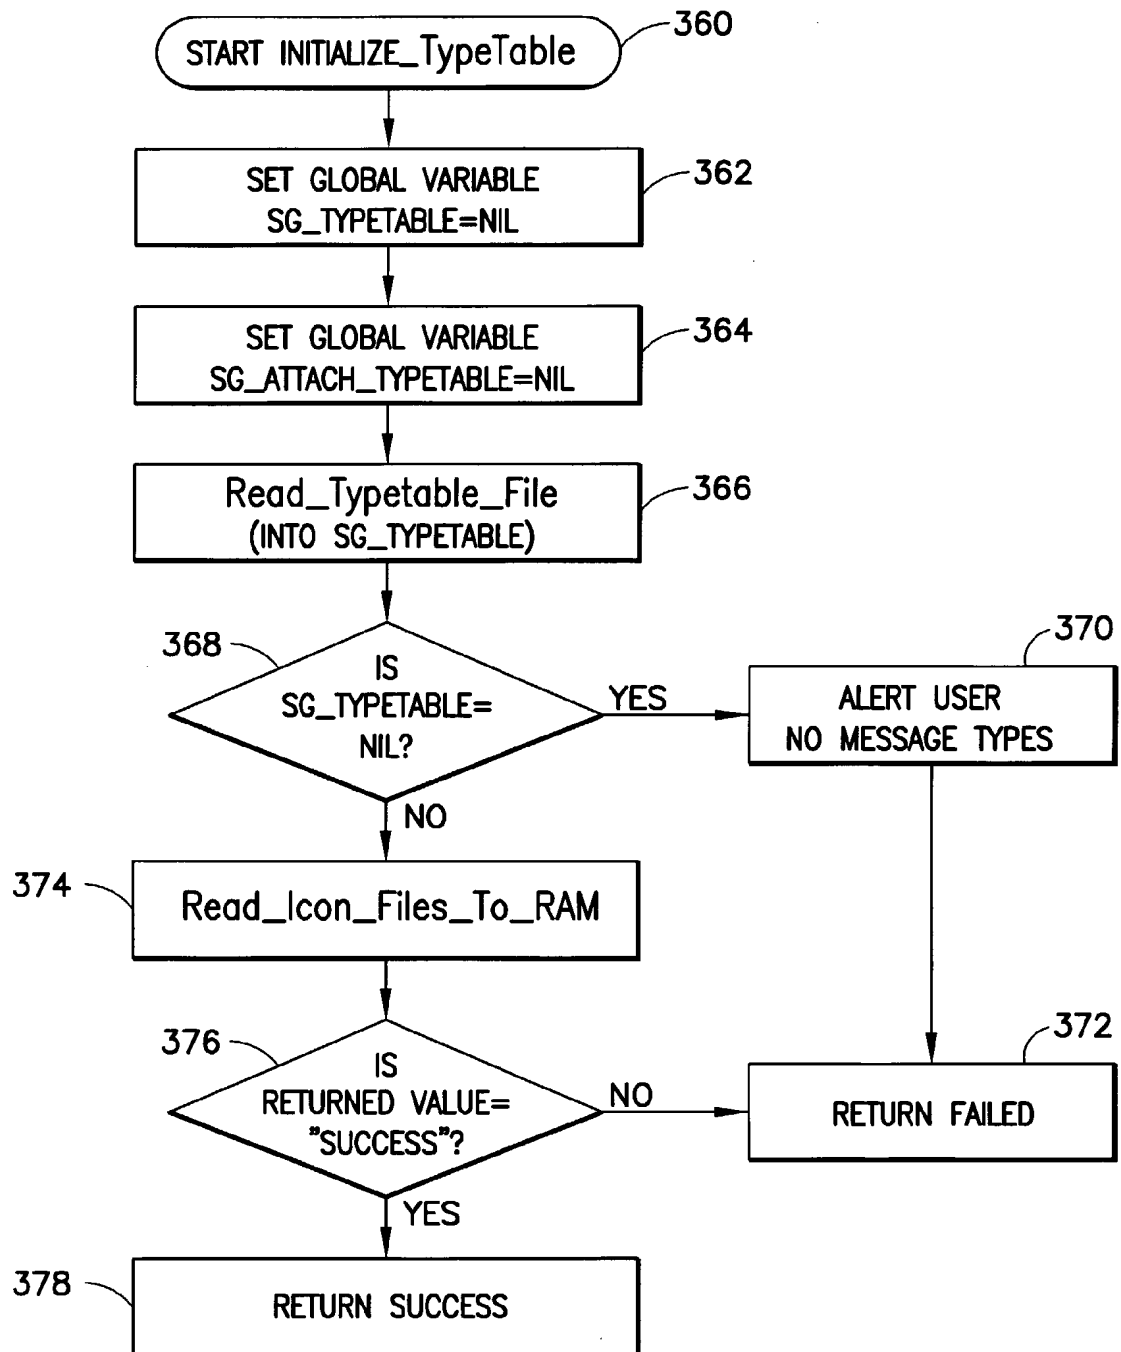 START INITIALIZE_TypeTable
360
SET GLOBAL VARIABLE
SG_TYPETABLE=NIL
362
SET GLOBAL VARIABLE
SG_ATTACH_TYPETABLE=NIL
364
Read_Typetable_File
(INTO SG_TYPETABLE)
366
368
IS
SG_TYPETABLE=
NIL?
YES
370
ALERT USER
NO MESSAGE TYPES
NO
374
Read_Icon_Files_To_RAM
376
IS
RETURNED VALUE=
"SUCCESS"?
NO
372
RETURN FAILED
YES
378
RETURN SUCCESS